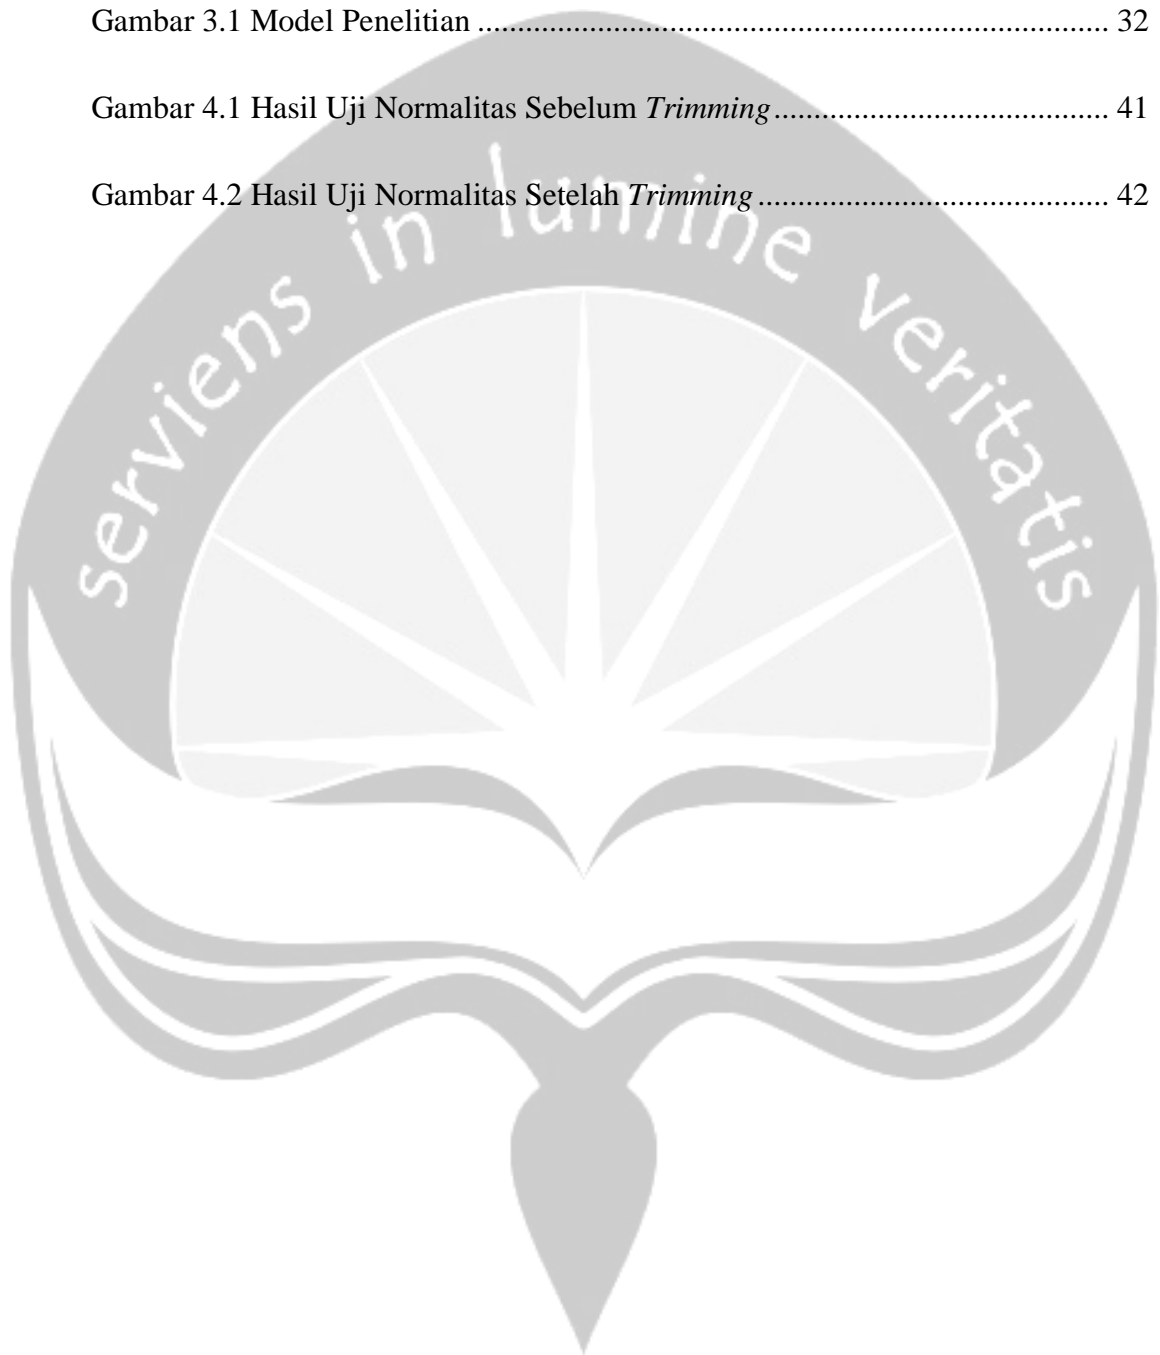 Gambar 3.1 Model Penelitian ............................................................................... 32
Gambar 4.1 Hasil Uji Normalitas Sebelum Trimming .......................................... 41
Gambar 4.2 Hasil Uji Normalitas Setelah Trimming ............................................ 42
serviens in lumine veritatis